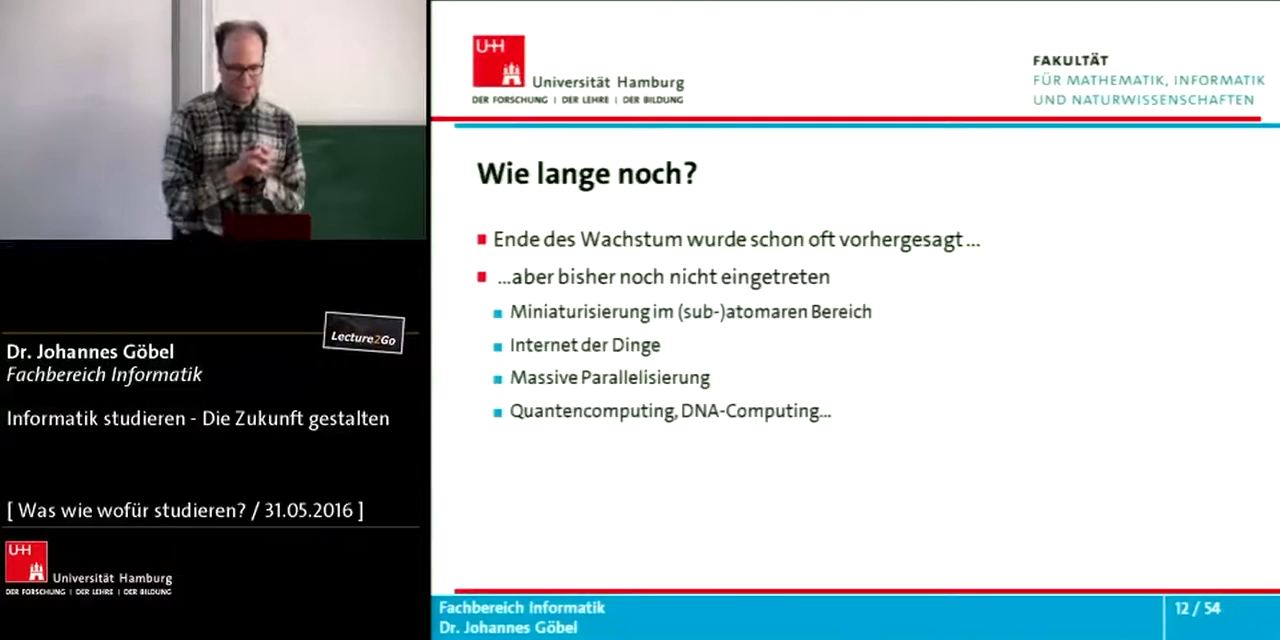 Lecture2Go
Dr. Johannes Göbel
Fachbereich Informatik
Informatik studieren - Die Zukunft gestalten
[ Was wie wofür studieren? / 31.05.2016 ]
UHH
Universität Hamburg
DER FORSCHUNG | DER LEHRE | DER BILDUNG
UHH
Universität Hamburg
DER FORSCHUNG | DER LEHRE | DER BILDUNG
FAKULTÄT
FÜR MATHEMATIK, INFORMATIK
UND NATURWISSENSCHAFTEN
Wie lange noch?
Ende des Wachstum wurde schon oft vorhergesagt...
...aber bisher noch nicht eingetreten
Miniaturisierung im (sub-)atomaren Bereich
Internet der Dinge
Massive Parallelisierung
Quantencomputing, DNA-Computing...
Fachbereich Informatik
Dr. Johannes Göbel
12 / 54